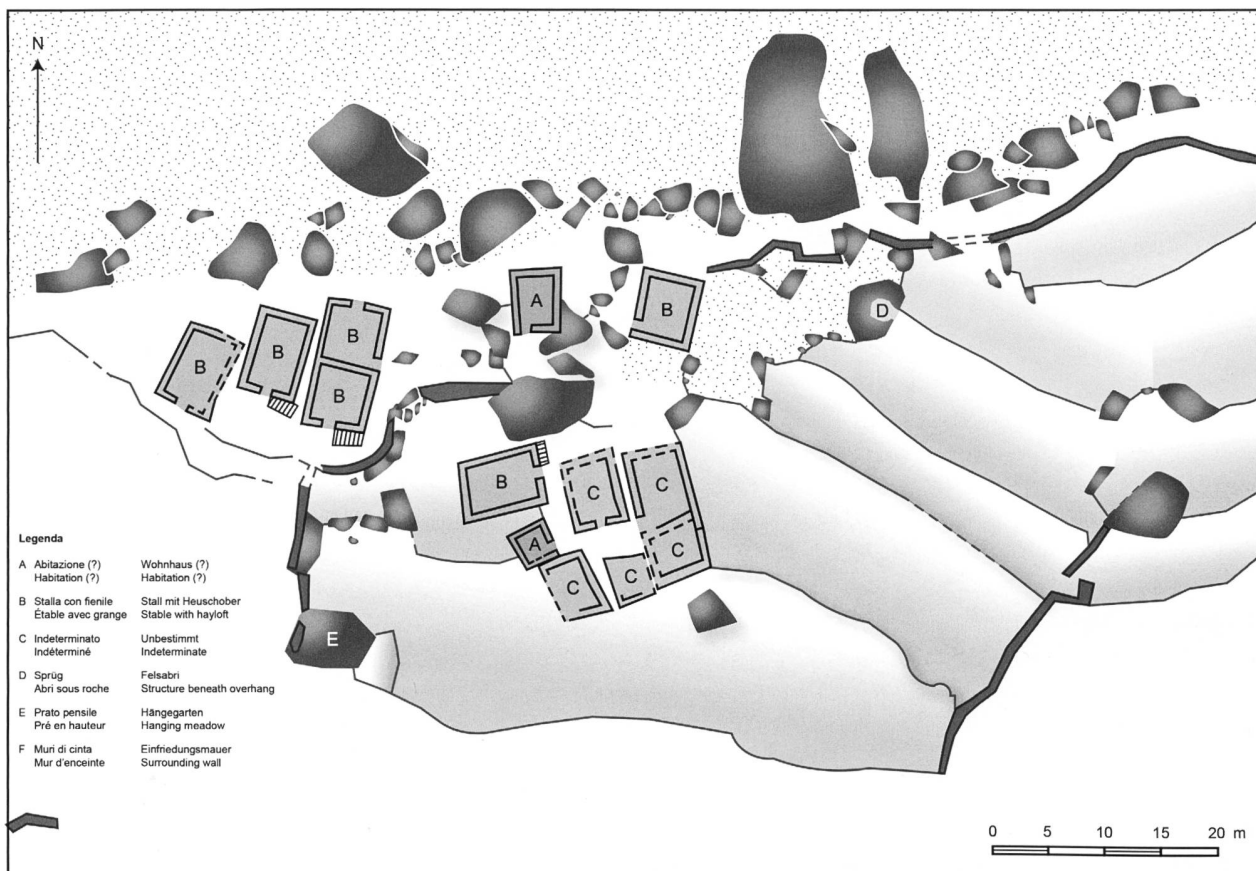 N
A
B
B
B
B
B
D
B
C
C
A
C
C
C
E
Legenda
A Abitazione (?) Wohnhaus (?)
Habitation (?) Habitation (?)
B Stalla con fienile Stall mit Heuschober
Étable avec grange Stable with hayloft
C Indeterminato Unbestimmt
Indéterminé Indeterminate
D Sprüg Felsabri
Abri sous roche Structure beneath overhang
E Prato pensile Hängegarten
Pré en hauteur Hanging meadow
F Muri di cinta Einfriedungsmauer
Mur d'enceinte Surrounding wall
0 5 10 15 20 m